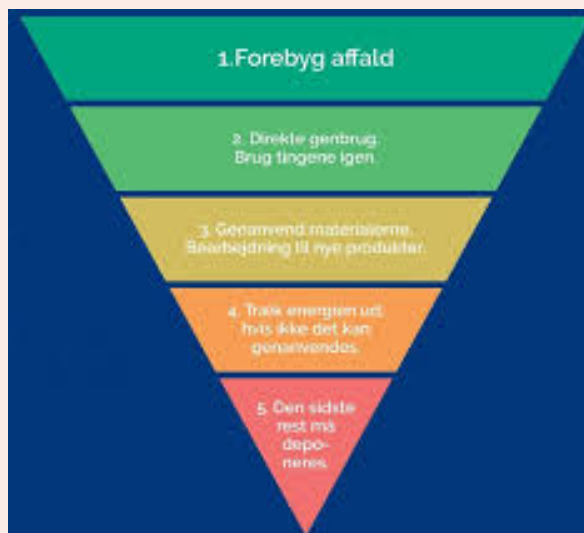 1.Forebyg affald
2. Direkte genbrug.
Brug tingene igen.
3. Genanvend materialerne.
Bearbejdning til nye produkter.
4. Træk energien ud,
hvis ikke det kan
genanvendes.
5. Den sidste
rest må
depo-
neres.